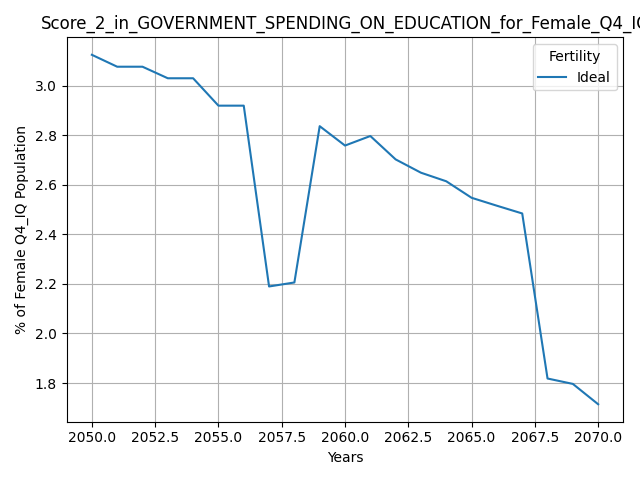 Score_2_in_GOVERNMENT_SPENDING_ON_EDUCATION_for_Female_Q4_IQ
Fertility
Ideal
% of Female Q4_IQ Population
3.0
2.8
2.6
2.4
2.2
2.0
1.8
2050.0 2052.5 2055.0 2057.5 2060.0 2062.5 2065.0 2067.5 2070.0
Years